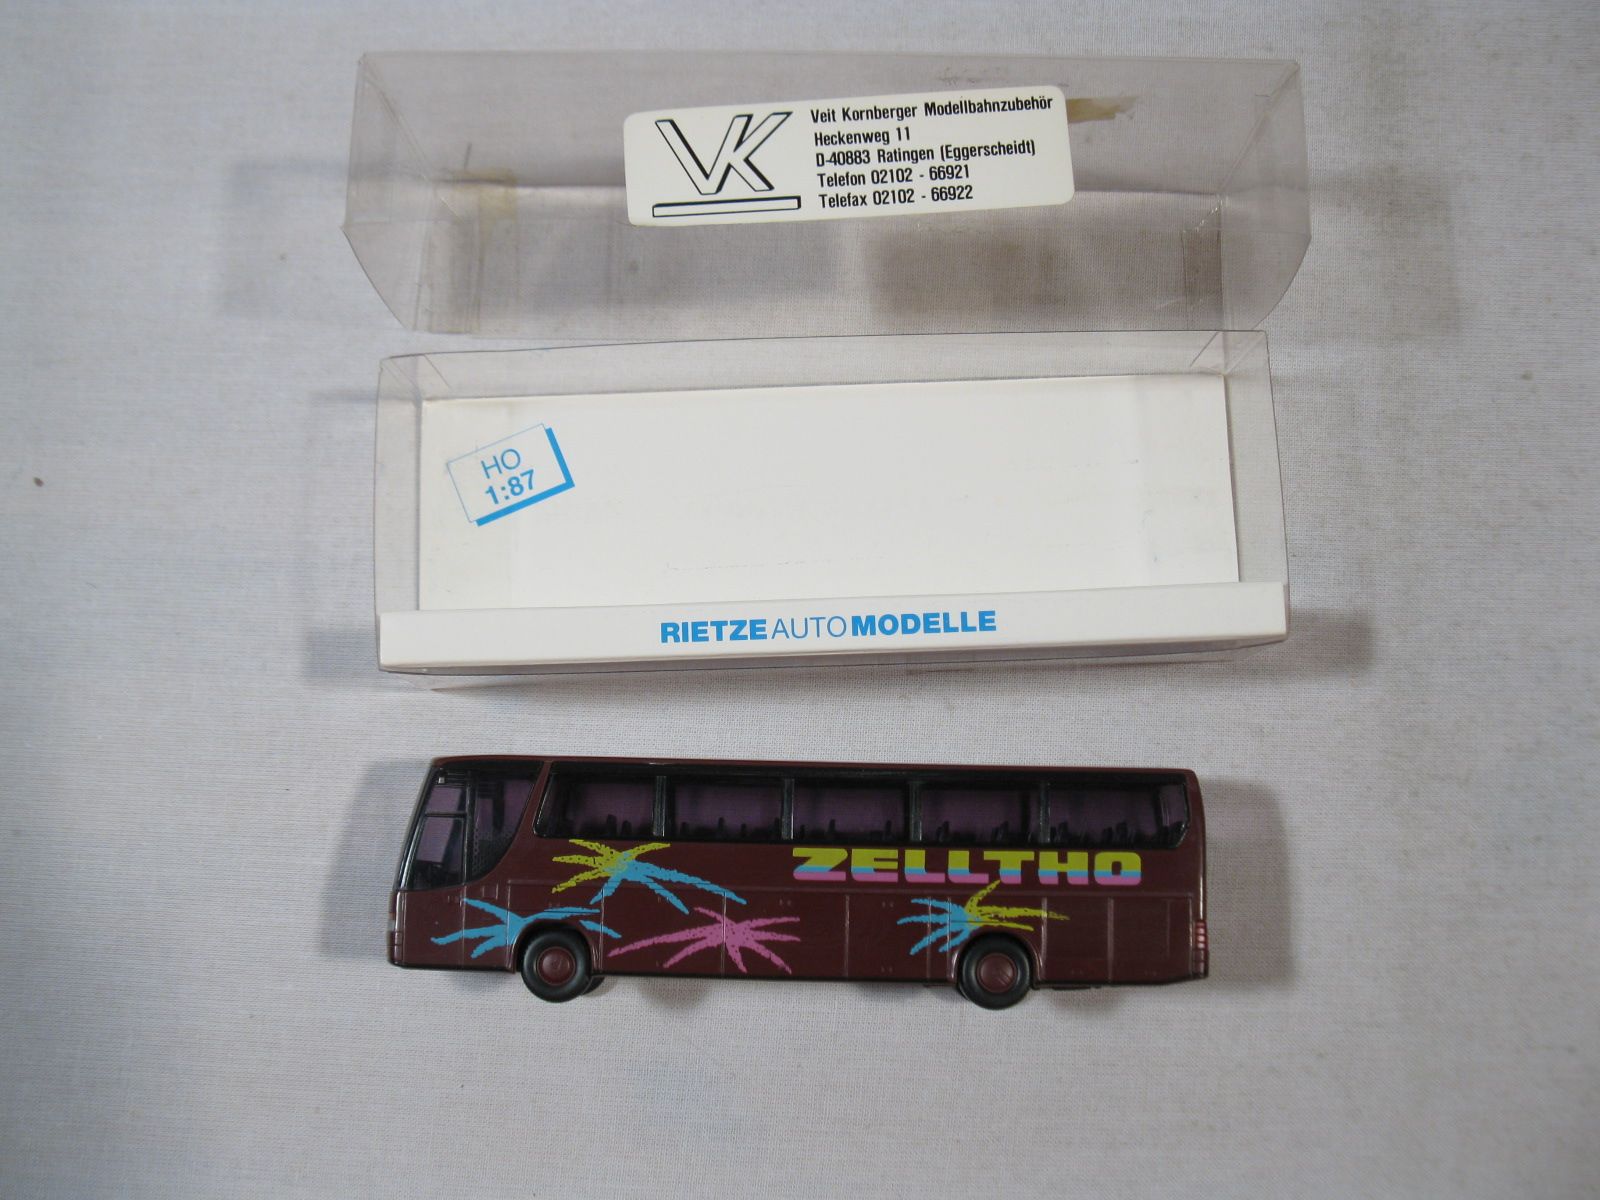 VK
Veit Kornberger Modellbahnzubehör
Heckenweg 11
D-40883 Ratingen (Eggerscheidt)
Telefon 02102 - 66921
Telefax 02102 - 66922
HO
1:87
RIETZE AUTO MODELLE
ZELLTHO